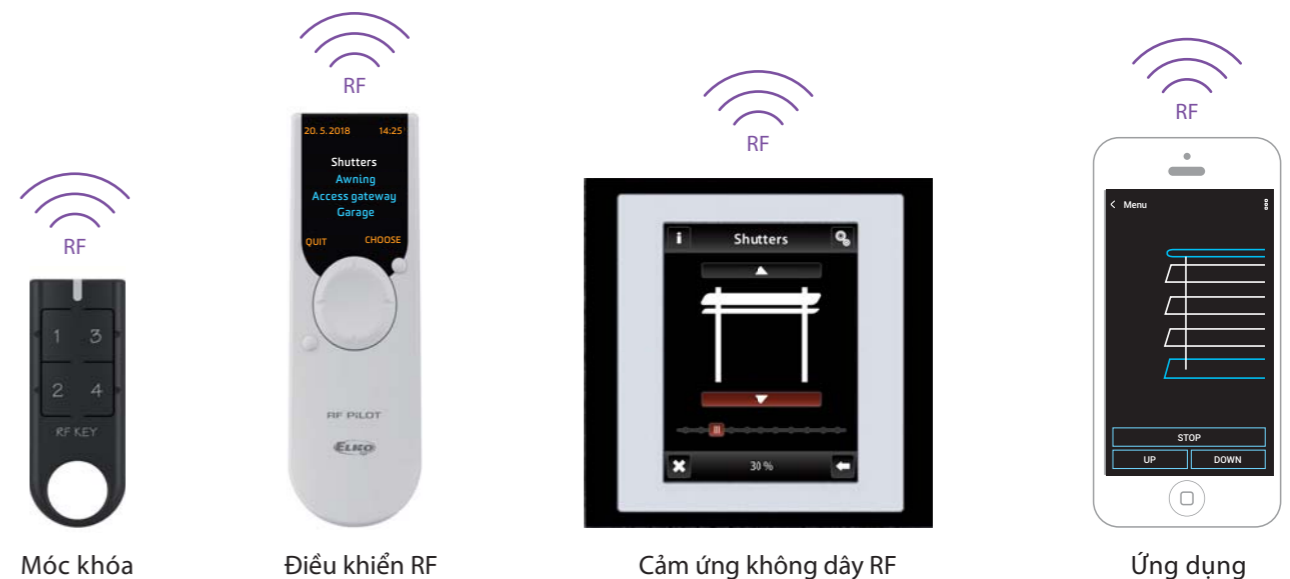 RF
1 3
2 4
RF KEY
Móc khóa
RF
20. 5. 2018 14:25
Shutters
Awning
Access gateway
Garage
QUIT CHOOSE
RF PILOT
ELKO
Điều khiển RF
RF
i Shutters
30 %
Cảm ứng không dây RF
RF
< Menu
STOP
UP DOWN
Ứng dụng